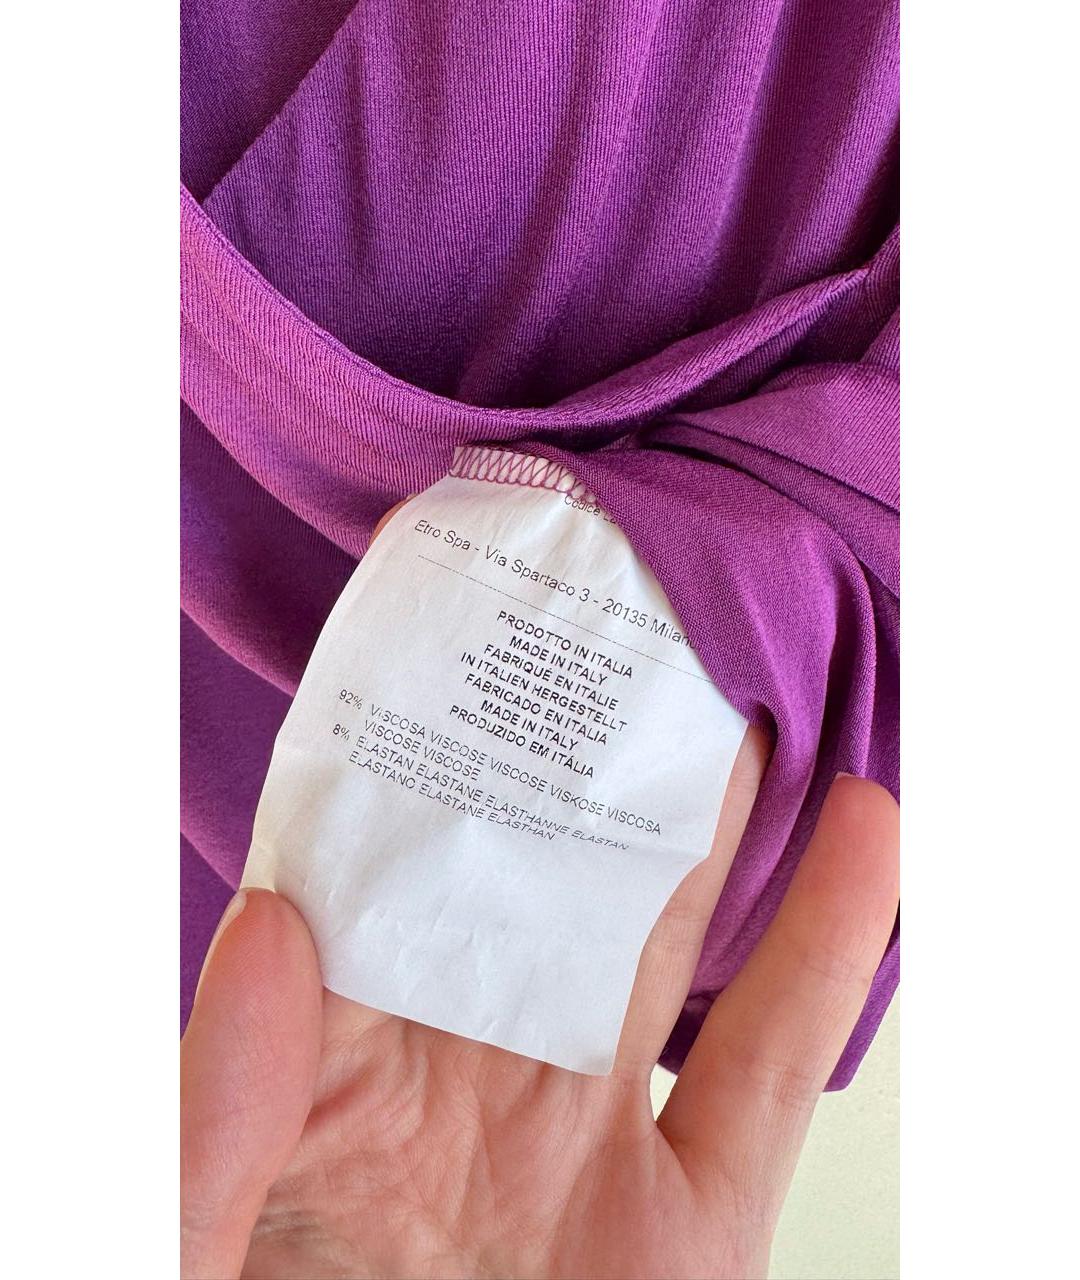 Codice
Etro Spa - Via Spartaco 3 - 20135 Milan
PRODOTTO IN ITALIA
MADE IN ITALY
FABRIQUÉ EN ITALIE
IN ITALIEN HERGESTELLT
FABRICADO EN ITALIA
MADE IN ITALY
PRODUZIDO EM ITÁLIA
92% VISCOSA VISCOSE VISCOSE VISKOSE VISCOSA
VISCOSE VISCOSE
8% ELASTAN ELASTANE ELASTHANNE ELASTAN
ELASTANO ELASTANE ELASTHAN